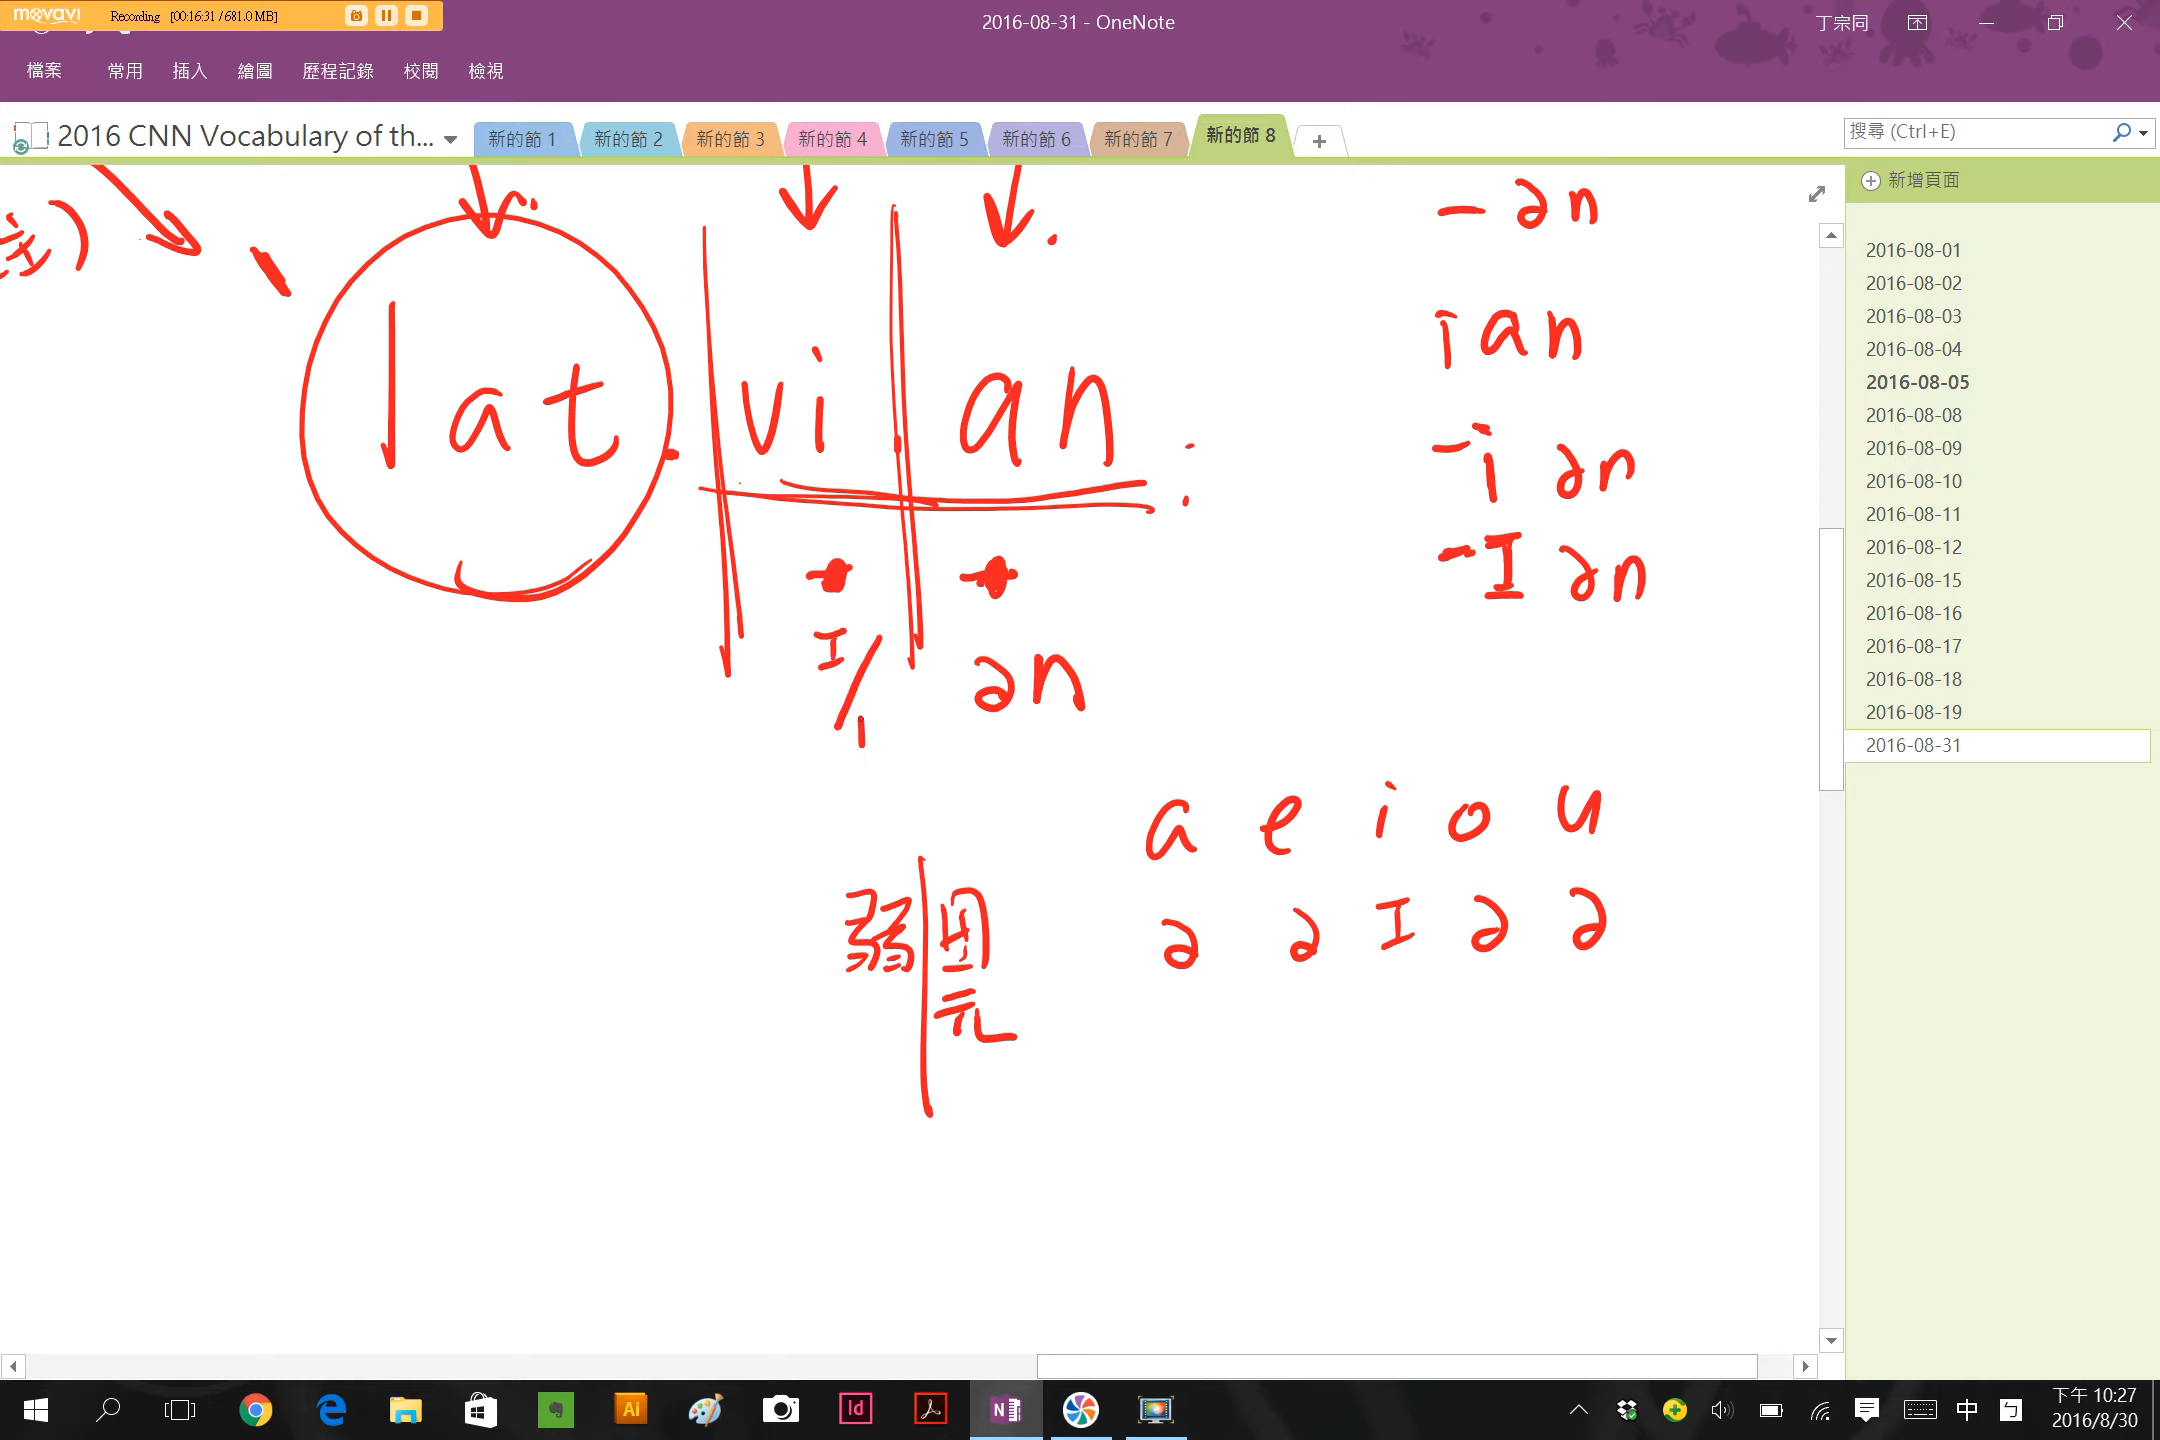 movavi Recording [00:16:31 / 681.0 MB]
2016-08-31 - OneNote
丁宗同
檔案 常用 插入 繪圖 歷程記錄 校閱 檢視
2016 CNN Vocabulary of th...
新的節 1 新的節 2 新的節 3 新的節 4 新的節 5 新的節 6 新的節 7 新的節 8
搜尋 (Ctrl+E)
新增頁面
2016-08-01
2016-08-02
2016-08-03
2016-08-04
2016-08-05
2016-08-08
2016-08-09
2016-08-10
2016-08-11
2016-08-12
2016-08-15
2016-08-16
2016-08-17
2016-08-18
2016-08-19
2016-08-31
-ən
ian
-iən
-Iən
lat.vi.an
I/i ən
a e i o u
弱 ə ə I ə ə
元
Ai
Id
N
中
ㄅ
下午 10:27
2016/8/30